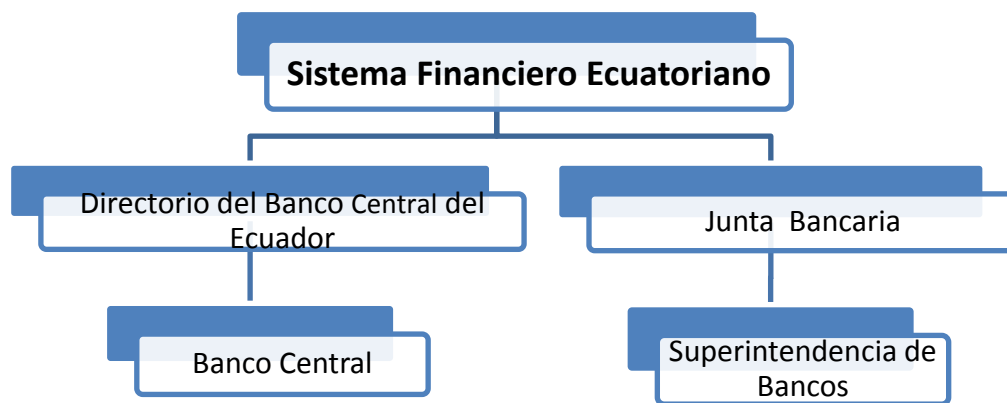 Sistema Financiero Ecuatoriano
Directorio del Banco Central del
Ecuador
Junta Bancaria
Banco Central
Superintendencia de
Bancos